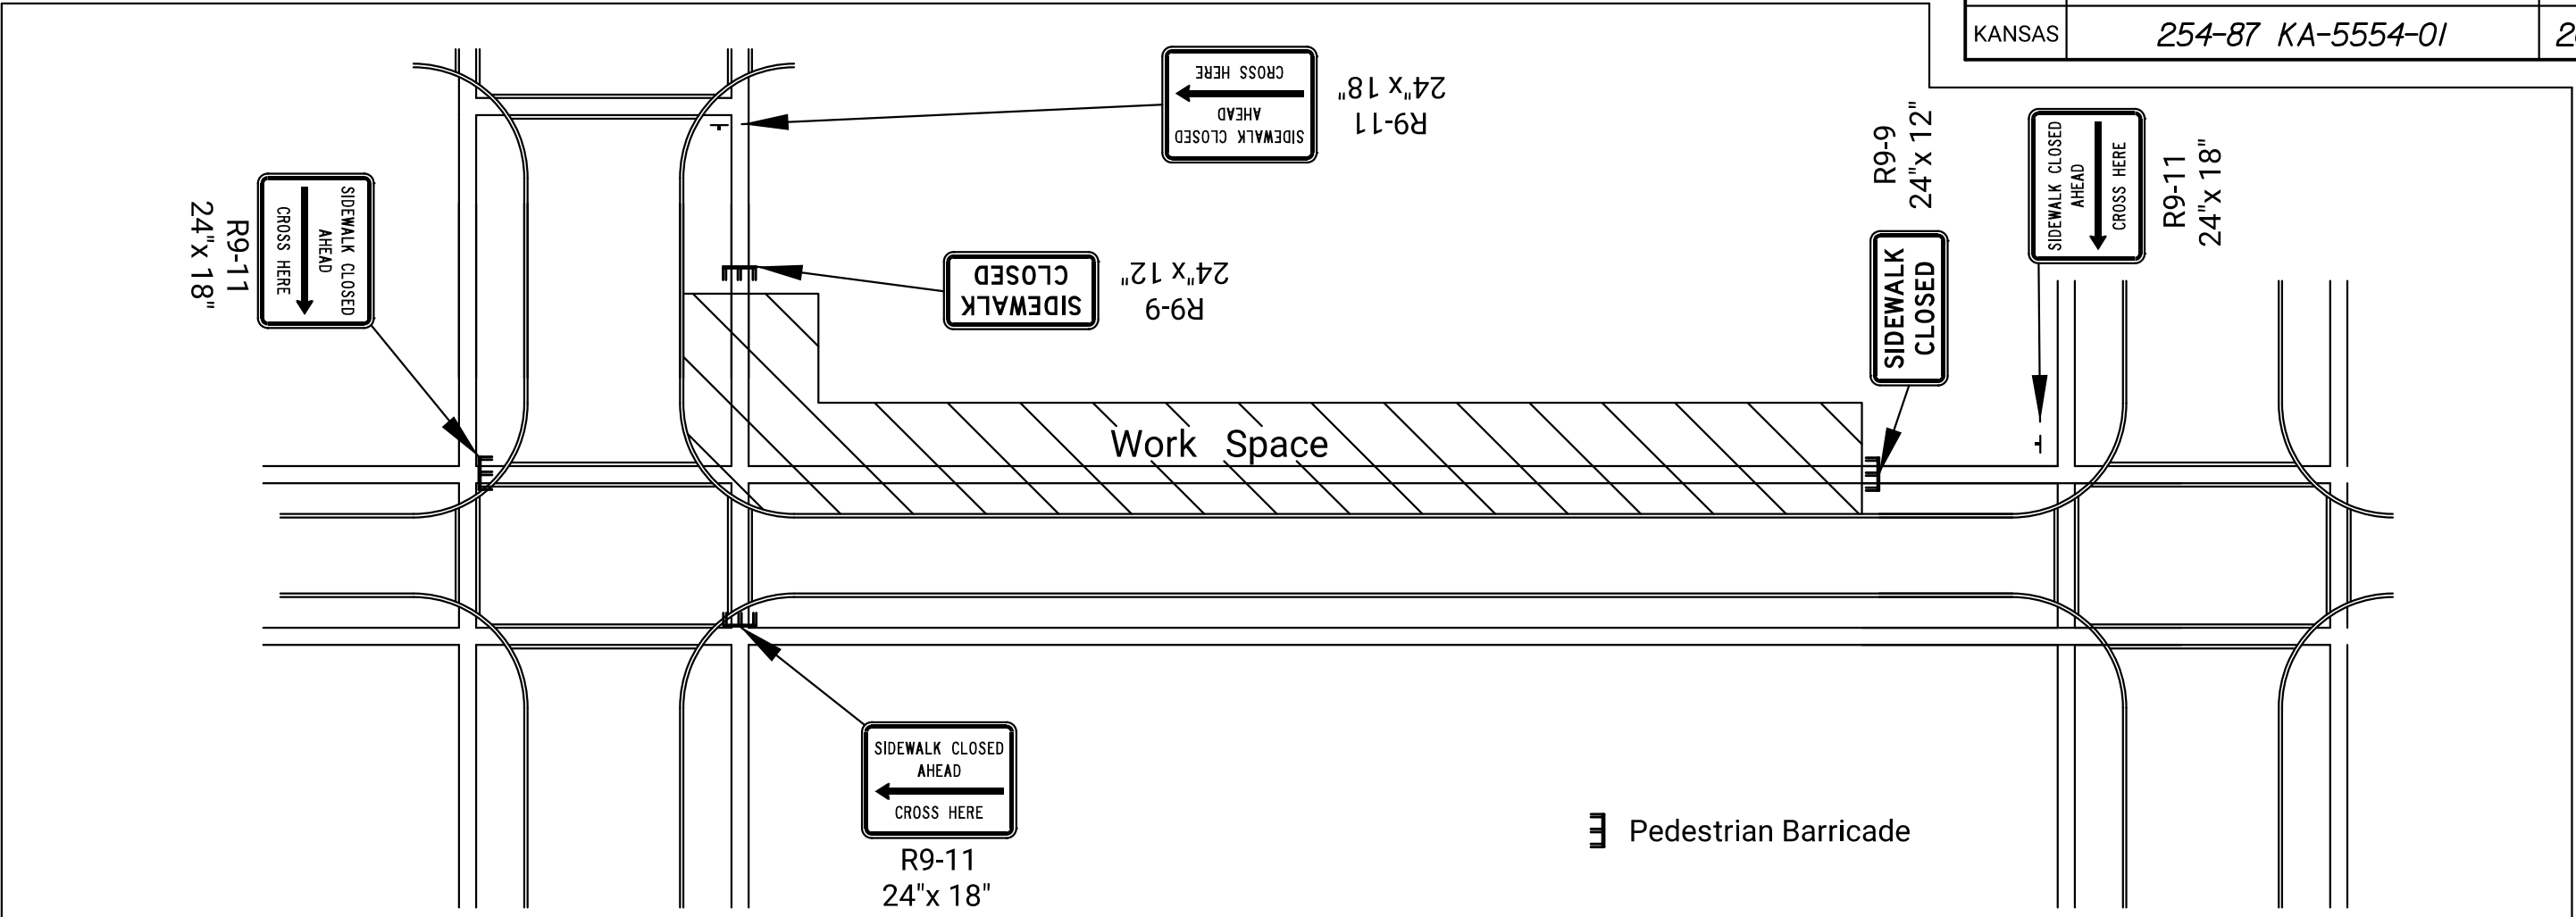 KANSAS 254-87 KA-5554-01
SIDEWALK CLOSED
AHEAD
CROSS HERE
R9-11
24"x 18"
SIDEWALK CLOSED
AHEAD
CROSS HERE
R9-11
24"x 18"
SIDEWALK
CLOSED
R9-9
24"x 12"
R9-9
24"x 12"
SIDEWALK
CLOSED
SIDEWALK CLOSED
AHEAD
CROSS HERE
R9-11
24"x 18"
Work Space
SIDEWALK CLOSED
AHEAD
CROSS HERE
R9-11
24"x 18"
Pedestrian Barricade